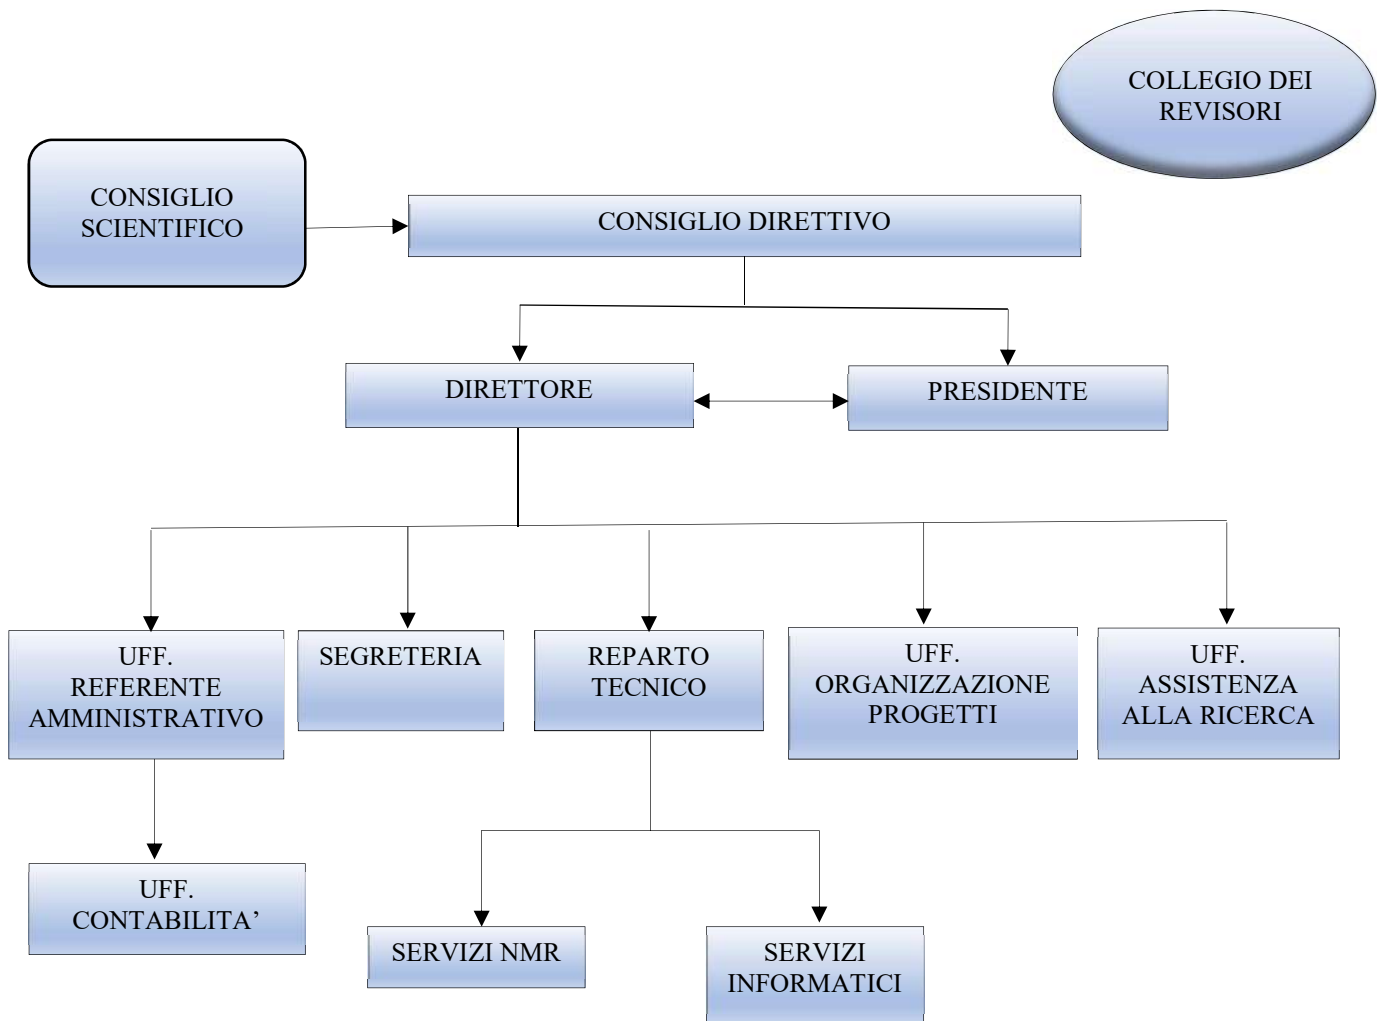 COLLEGIO DEI
REVISORI
CONSIGLIO
SCIENTIFICO
CONSIGLIO DIRETTIVO
DIRETTORE
PRESIDENTE
UFF.
REFERENTE
AMMINISTRATIVO
SEGRETERIA
REPARTO
TECNICO
UFF.
ORGANIZZAZIONE
PROGETTI
UFF.
ASSISTENZA
ALLA RICERCA
UFF.
CONTABILITA’
SERVIZI NMR
SERVIZI
INFORMATICI